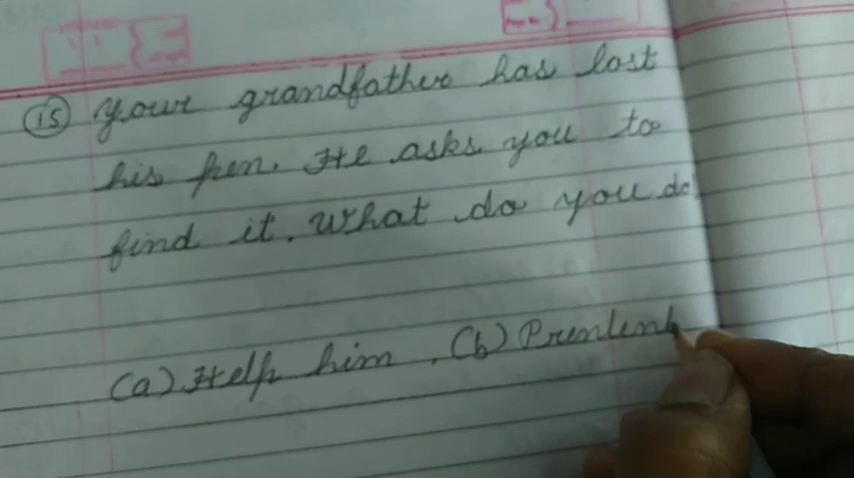 15 Your grandfather has lost
his pen. He asks you to
find it. What do you do
(a) Help him . (b)